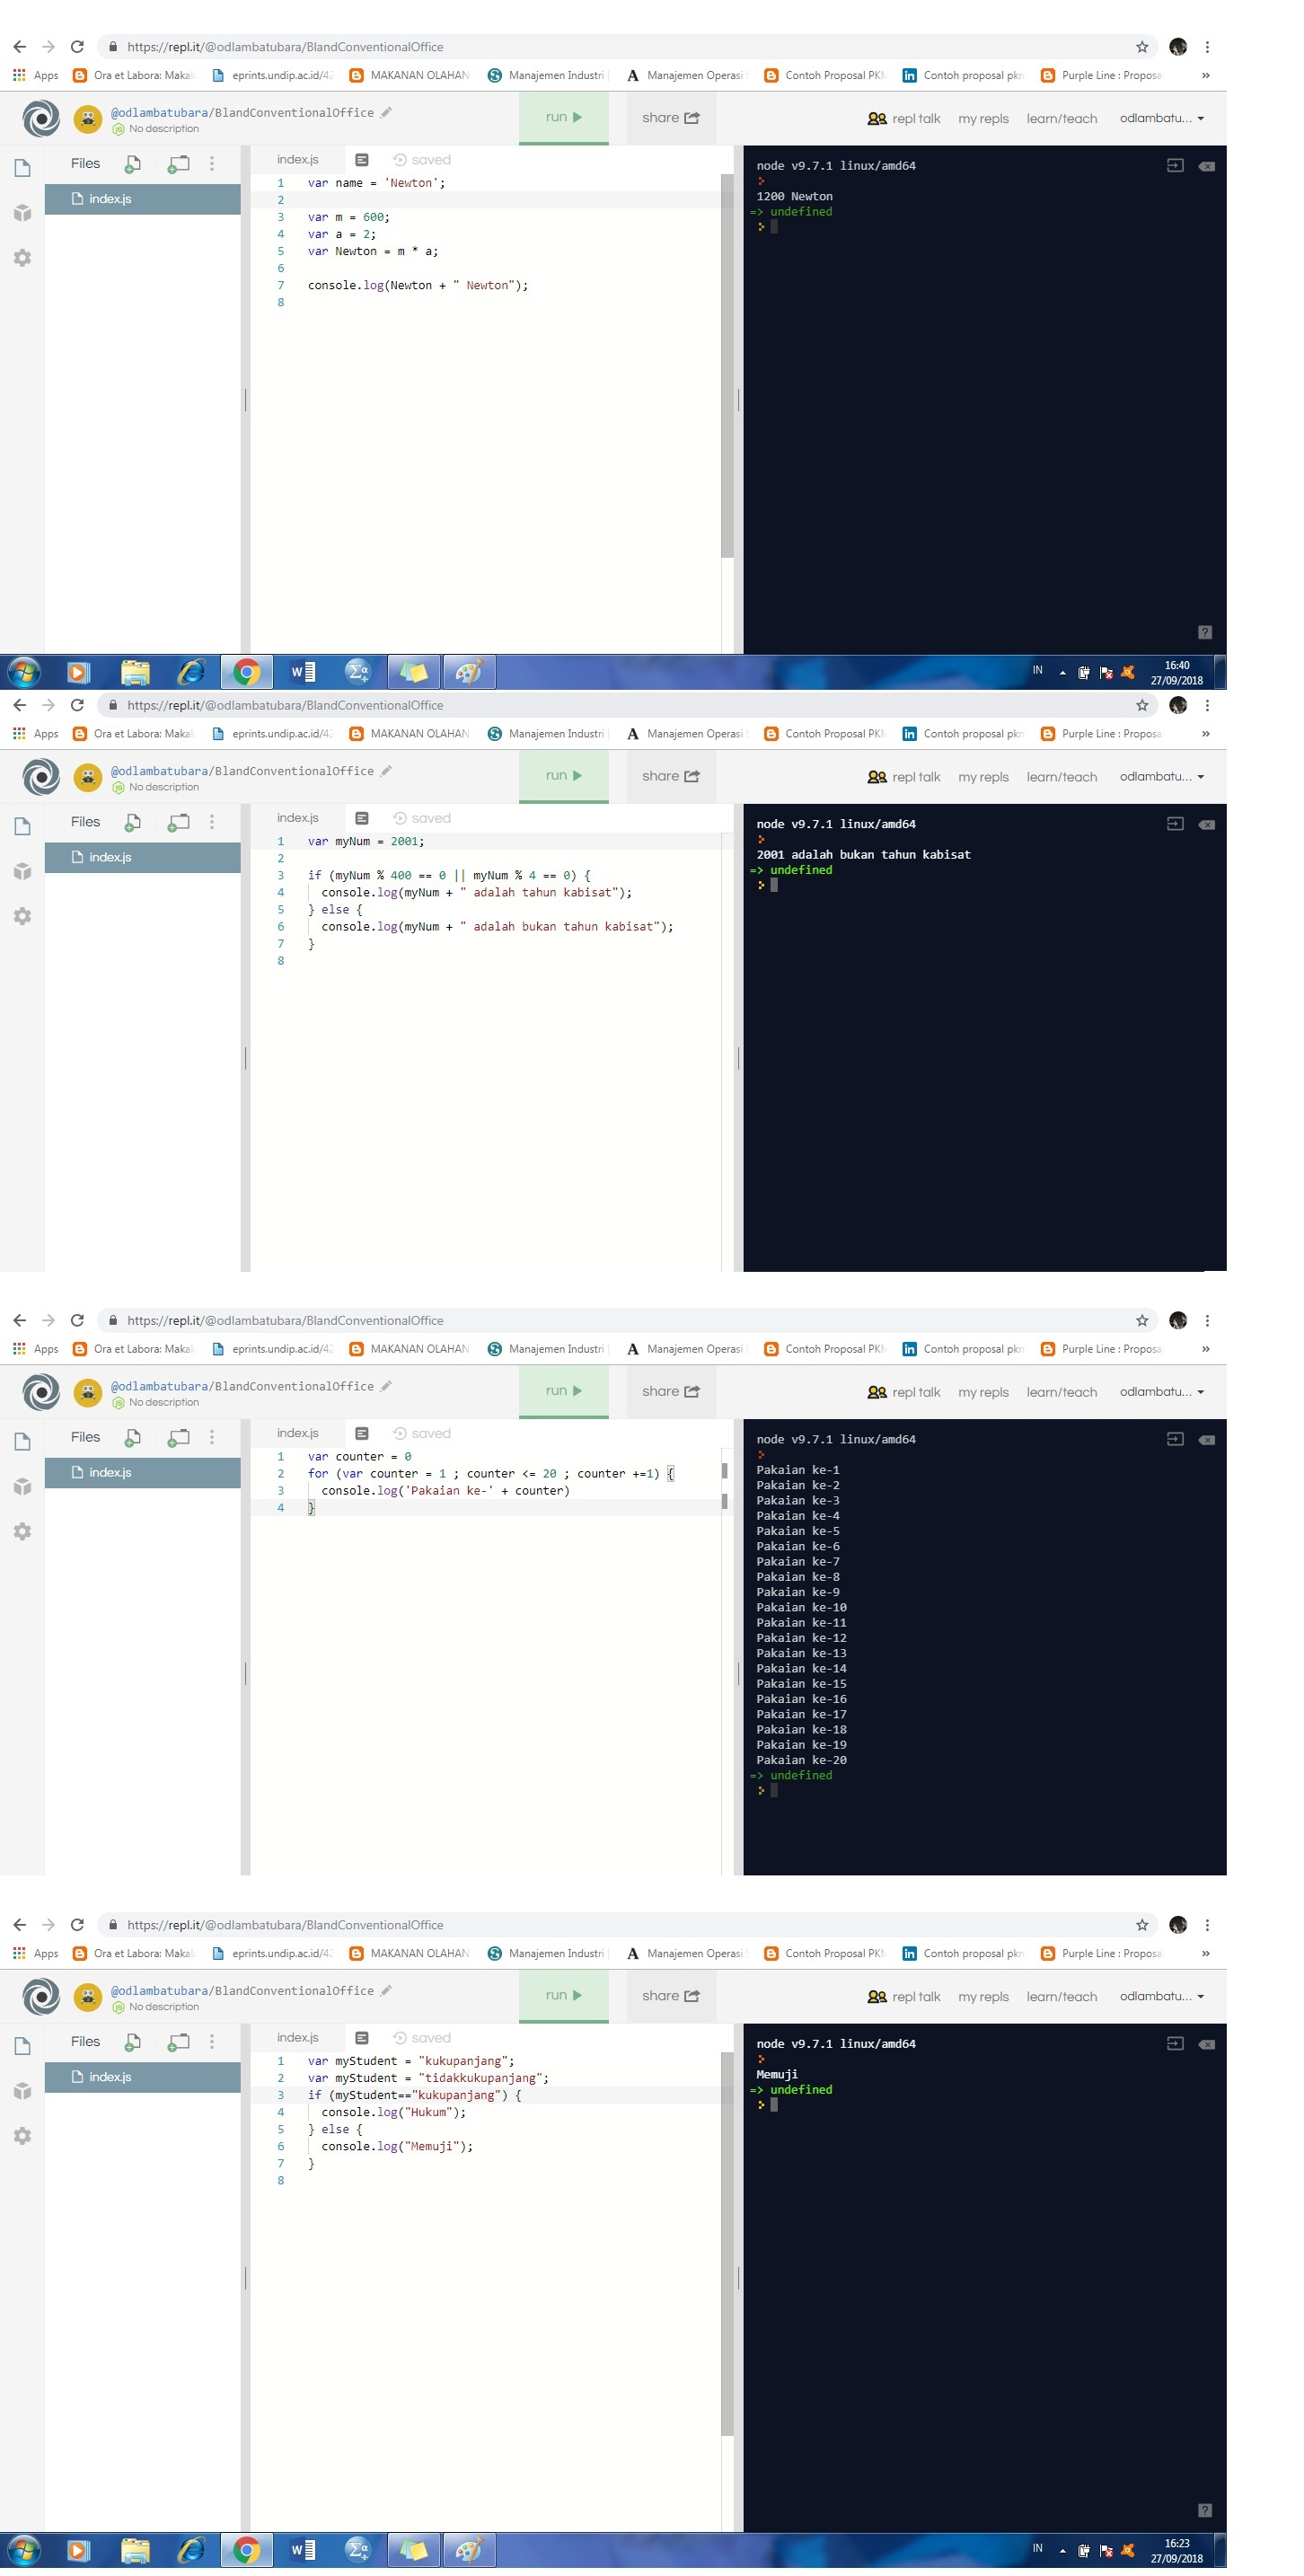 https://repl.it/@odlambatubara/BlandConventionalOffice
Apps Ora et Labora: Makal eprints.undip.ac.id/42 MAKANAN OLAHAN Manajemen Industri A Manajemen Operasi Contoh Proposal PKN Contoh proposal pkm Purple Line : Proposa »
@odlambatubara/BlandConventionalOffice
No description
run share repl talk my repls learn/teach odlambatu...
Files index.js saved
index.js
1 var name = 'Newton';
2
3 var m = 600;
4 var a = 2;
5 var Newton = m * a;
6
7 console.log(Newton + " Newton");
8
node v9.7.1 linux/amd64
1200 Newton
=> undefined
?
IN 16:40
27/09/2018
https://repl.it/@odlambatubara/BlandConventionalOffice
Apps Ora et Labora: Makal eprints.undip.ac.id/42 MAKANAN OLAHAN Manajemen Industri A Manajemen Operasi Contoh Proposal PKN Contoh proposal pkm Purple Line : Proposa »
@odlambatubara/BlandConventionalOffice
No description
run share repl talk my repls learn/teach odlambatu...
Files index.js saved
index.js
1 var myNum = 2001;
2
3 if (myNum % 400 == 0 || myNum % 4 == 0) {
4 console.log(myNum + " adalah tahun kabisat");
5 } else {
6 console.log(myNum + " adalah bukan tahun kabisat");
7 }
8
node v9.7.1 linux/amd64
2001 adalah bukan tahun kabisat
=> undefined
https://repl.it/@odlambatubara/BlandConventionalOffice
Apps Ora et Labora: Makal eprints.undip.ac.id/42 MAKANAN OLAHAN Manajemen Industri A Manajemen Operasi Contoh Proposal PKN Contoh proposal pkm Purple Line : Proposa »
@odlambatubara/BlandConventionalOffice
No description
run share repl talk my repls learn/teach odlambatu...
Files index.js saved
index.js
1 var counter = 0
2 for (var counter = 1 ; counter <= 20 ; counter +=1) {
3 console.log('Pakaian ke-' + counter)
4 }
node v9.7.1 linux/amd64
Pakaian ke-1
Pakaian ke-2
Pakaian ke-3
Pakaian ke-4
Pakaian ke-5
Pakaian ke-6
Pakaian ke-7
Pakaian ke-8
Pakaian ke-9
Pakaian ke-10
Pakaian ke-11
Pakaian ke-12
Pakaian ke-13
Pakaian ke-14
Pakaian ke-15
Pakaian ke-16
Pakaian ke-17
Pakaian ke-18
Pakaian ke-19
Pakaian ke-20
=> undefined
https://repl.it/@odlambatubara/BlandConventionalOffice
Apps Ora et Labora: Makal eprints.undip.ac.id/42 MAKANAN OLAHAN Manajemen Industri A Manajemen Operasi Contoh Proposal PKN Contoh proposal pkm Purple Line : Proposa »
@odlambatubara/BlandConventionalOffice
No description
run share repl talk my repls learn/teach odlambatu...
Files index.js saved
index.js
1 var myStudent = "kukupanjang";
2 var myStudent = "tidakkukupanjang";
3 if (myStudent=="kukupanjang") {
4 console.log("Hukum");
5 } else {
6 console.log("Memuji");
7 }
8
node v9.7.1 linux/amd64
Memuji
=> undefined
?
IN 16:23
27/09/2018